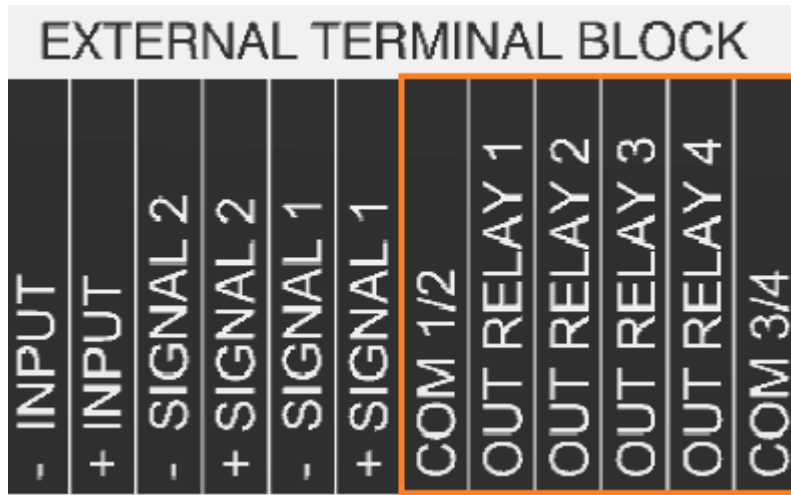 EXTERNAL TERMINAL BLOCK
- INPUT
+ INPUT
- SIGNAL 2
+ SIGNAL 2
- SIGNAL 1
+ SIGNAL 1
COM 1/2
OUT RELAY 1
OUT RELAY 2
OUT RELAY 3
OUT RELAY 4
COM 3/4